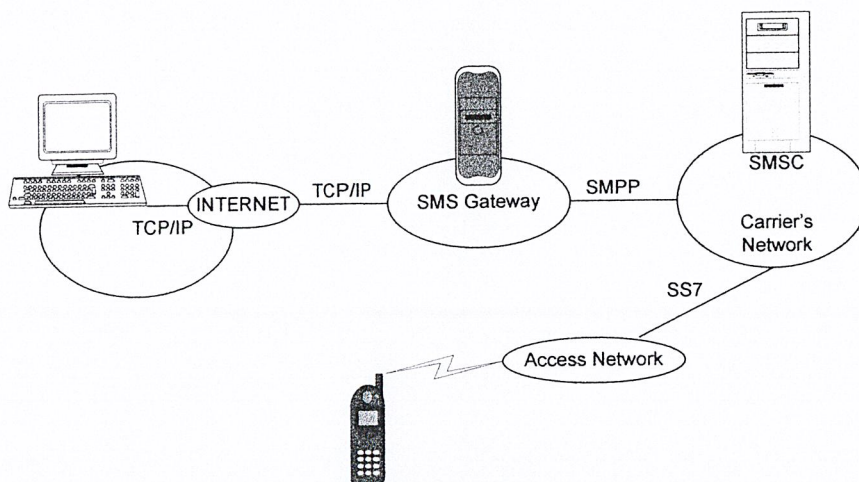 TCP/IP
INTERNET
TCP/IP
SMS Gateway
SMPP
SMSC
Carrier's
Network
SS7
Access Network